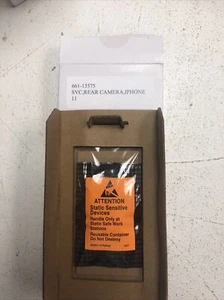 661-13575
SVC,REAR CAMERA,IPHONE
11
ATTENTION
Static Sensitive
Devices
Handle Only at
Static Safe Work
Stations
Reusable Container
Do Not Destroy